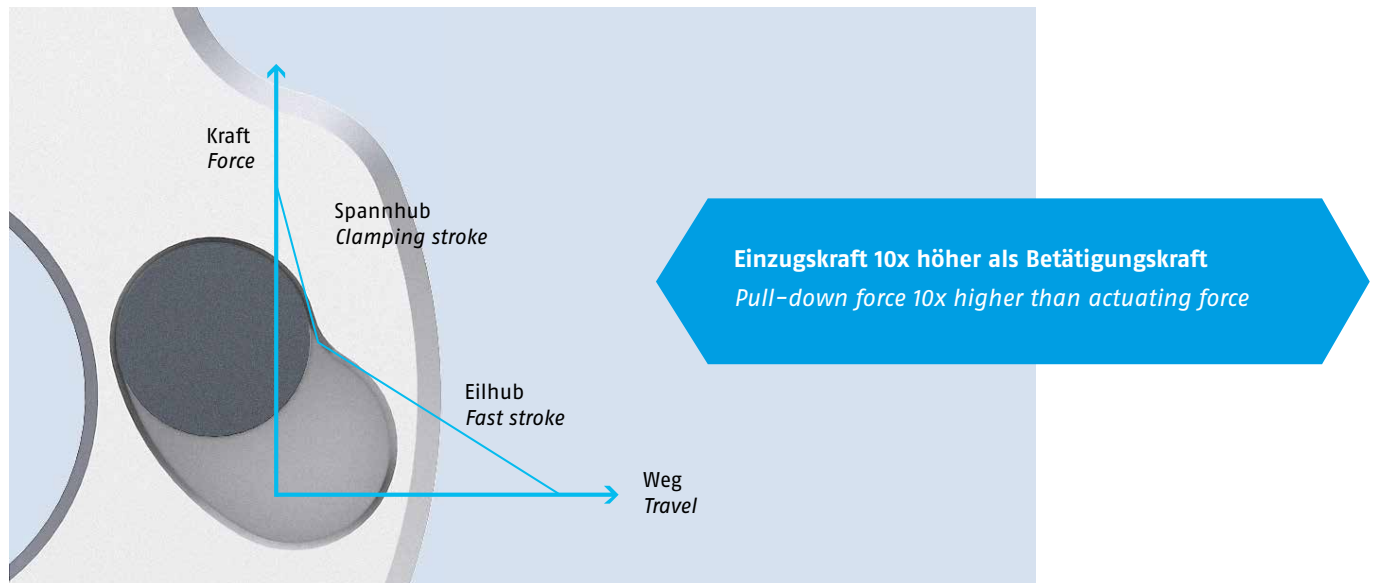 Kraft
Force
Spannhub
Clamping stroke
Einzugskraft 10x höher als Betätigungskraft
Pull-down force 10x higher than actuating force
Eilhub
Fast stroke
Weg
Travel